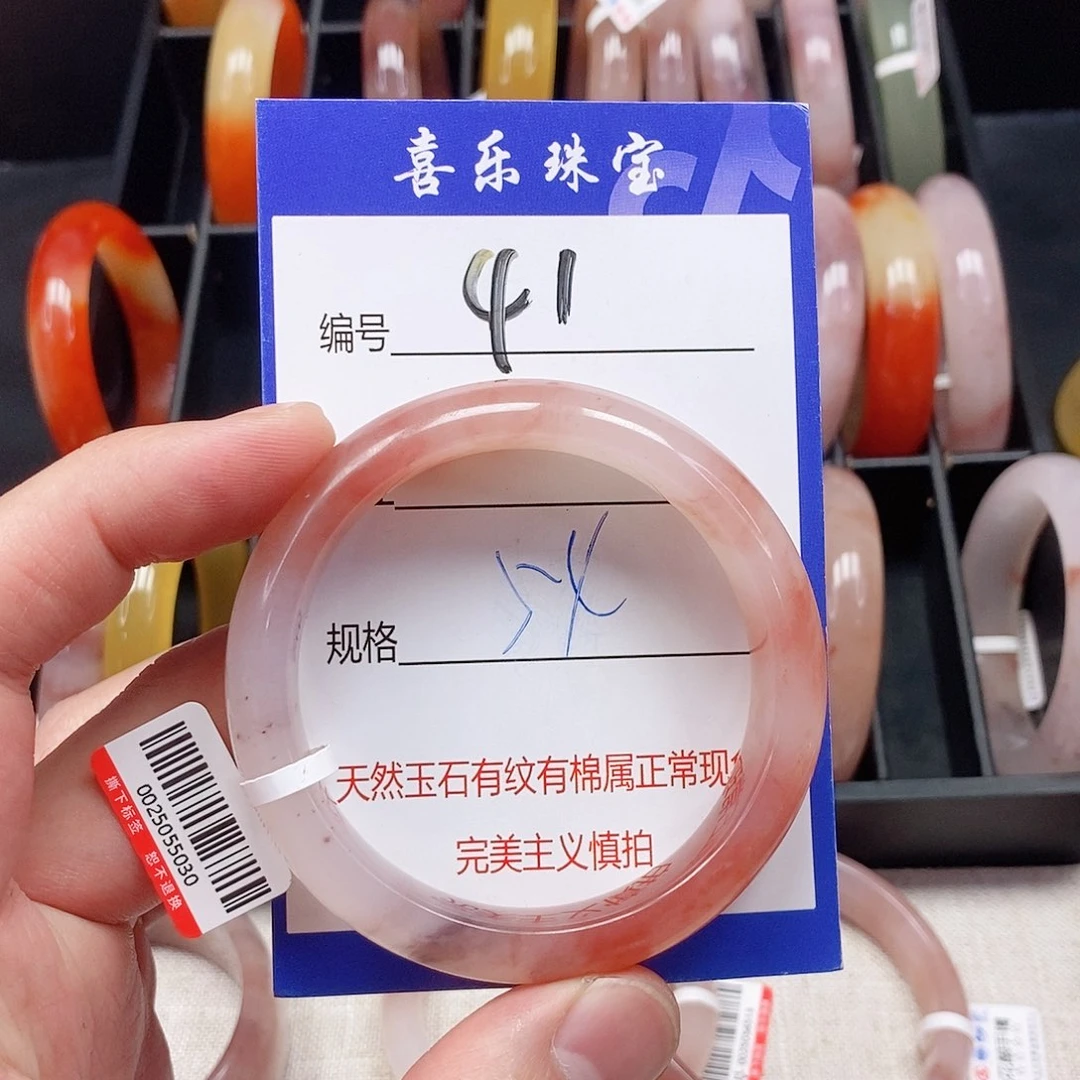 喜乐珠宝
编号 41
规格 54
天然玉石有纹有棉属正常现
完美主义慎拍
0025055030
撕下标签 恕不退换